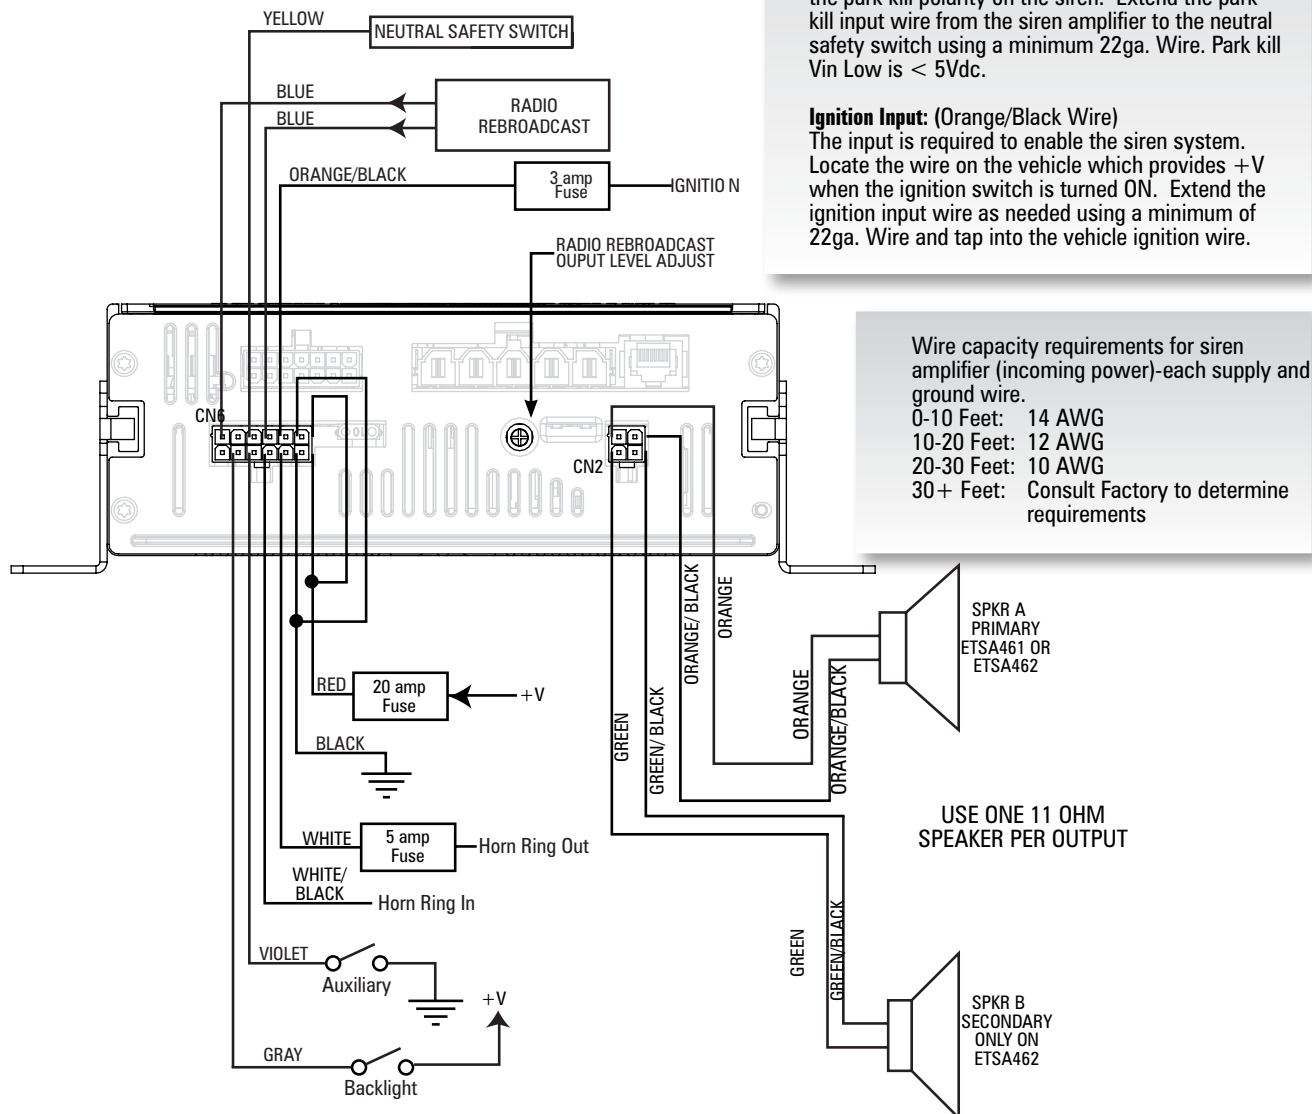 the park kill polarity on the siren. Extend the park
kill input wire from the siren amplifier to the neutral
safety switch using a minimum 22ga. Wire. Park kill
Vin Low is < 5Vdc.
Ignition Input: (Orange/Black Wire)
The input is required to enable the siren system.
Locate the wire on the vehicle which provides +V
when the ignition switch is turned ON. Extend the
ignition input wire as needed using a minimum of
22ga. Wire and tap into the vehicle ignition wire.
YELLOW
NEUTRAL SAFETY SWITCH
BLUE
BLUE
RADIO
REBROADCAST
ORANGE/BLACK
3 amp
Fuse
IGNITIO N
RADIO REBROADCAST
OUPUT LEVEL ADJUST
Wire capacity requirements for siren
amplifier (incoming power)-each supply and
ground wire.
0-10 Feet: 14 AWG
10-20 Feet: 12 AWG
20-30 Feet: 10 AWG
30+ Feet: Consult Factory to determine
requirements
CN6
CN2
ORANGE/ BLACK
ORANGE
GREEN
GREEN/ BLACK
ORANGE
ORANGE/BLACK
SPKR A
PRIMARY
ETSA461 OR
ETSA462
RED
20 amp
Fuse
+V
BLACK
WHITE
5 amp
Fuse
Horn Ring Out
WHITE/
BLACK
Horn Ring In
USE ONE 11 OHM
SPEAKER PER OUTPUT
VIOLET
Auxiliary
+V
GRAY
Backlight
GREEN
GREEN/BLACK
SPKR B
SECONDARY
ONLY ON
ETSA462